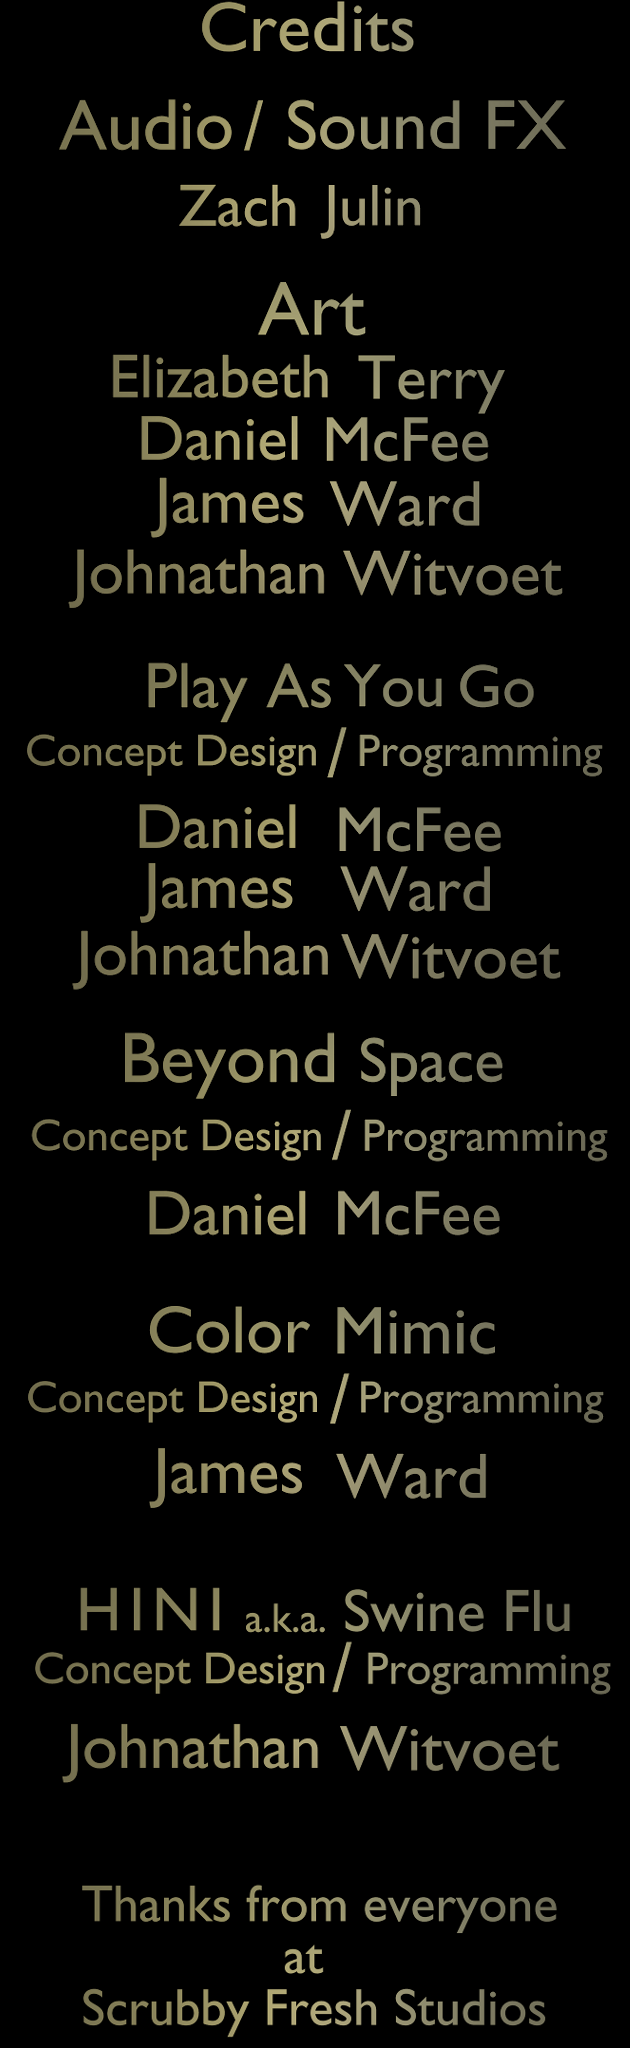 Credits
Audio / Sound FX
Zach Julin
Art
Elizabeth Terry
Daniel McFee
James Ward
Johnathan Witvoet
Play As You Go
Concept Design / Programming
Daniel McFee
James Ward
Johnathan Witvoet
Beyond Space
Concept Design / Programming
Daniel McFee
Color Mimic
Concept Design / Programming
James Ward
H1N1 a.k.a. Swine Flu
Concept Design / Programming
Johnathan Witvoet
Thanks from everyone
at
Scrubby Fresh Studios